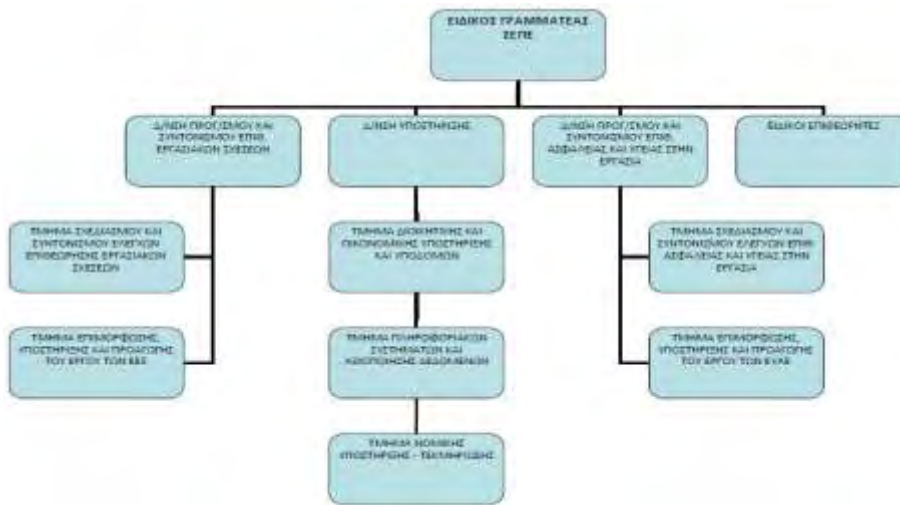 ΕΙΔΙΚΟΣ ΓΡΑΜΜΑΤΕΑΣ
ΣΕΠΕ
Δ/ΝΣΗ ΠΡΟΓ/ΣΜΟΥ ΚΑΙ
ΣΥΝΤΟΝΙΣΜΟΥ ΕΠΙΘ.
ΕΡΓΑΣΙΑΚΩΝ ΣΧΕΣΕΩΝ
Δ/ΝΣΗ ΥΠΟΣΤΗΡΙΞΗΣ
Δ/ΝΣΗ ΠΡΟΓ/ΣΜΟΥ ΚΑΙ
ΣΥΝΤΟΝΙΣΜΟΥ ΕΠΙΘ.
ΑΣΦΑΛΕΙΑΣ ΚΑΙ ΥΓΕΙΑΣ ΣΤΗΝ
ΕΡΓΑΣΙΑ
ΕΙΔΙΚΟΙ ΕΠΙΘΕΩΡΗΤΕΣ
ΤΜΗΜΑ ΣΧΕΔΙΑΣΜΟΥ ΚΑΙ
ΣΥΝΤΟΝΙΣΜΟΥ ΕΛΕΓΧΩΝ
ΕΠΙΘΕΩΡΗΣΗΣ ΕΡΓΑΣΙΑΚΩΝ
ΣΧΕΣΕΩΝ
ΤΜΗΜΑ ΔΙΟΙΚΗΤΙΚΗΣ ΚΑΙ
ΟΙΚΟΝΟΜΙΚΗΣ ΥΠΟΣΤΗΡΙΞΗΣ
ΚΑΙ ΥΠΟΔΟΜΩΝ
ΤΜΗΜΑ ΣΧΕΔΙΑΣΜΟΥ ΚΑΙ
ΣΥΝΤΟΝΙΣΜΟΥ ΕΛΕΓΧΩΝ ΕΠΙΘ.
ΑΣΦΑΛΕΙΑΣ ΚΑΙ ΥΓΕΙΑΣ ΣΤΗΝ
ΕΡΓΑΣΙΑ
ΤΜΗΜΑ ΕΠΙΜΟΡΦΩΣΗΣ,
ΥΠΟΣΤΗΡΙΞΗΣ ΚΑΙ ΠΡΟΑΓΩΓΗΣ
ΤΟΥ ΕΡΓΟΥ ΤΩΝ ΕΕΣ
ΤΜΗΜΑ ΠΛΗΡΟΦΟΡΙΑΚΩΝ
ΣΥΣΤΗΜΑΤΩΝ ΚΑΙ
ΑΞΙΟΠΟΙΗΣΗΣ ΔΕΔΟΜΕΝΩΝ
ΤΜΗΜΑ ΕΠΙΜΟΡΦΩΣΗΣ,
ΥΠΟΣΤΗΡΙΞΗΣ ΚΑΙ ΠΡΟΑΓΩΓΗΣ
ΤΟΥ ΕΡΓΟΥ ΤΩΝ ΕΥΑΕ
ΤΜΗΜΑ ΝΟΜΙΚΗΣ
ΥΠΟΣΤΗΡΙΞΗΣ - ΤΕΚΜΗΡΙΩΣΗΣ